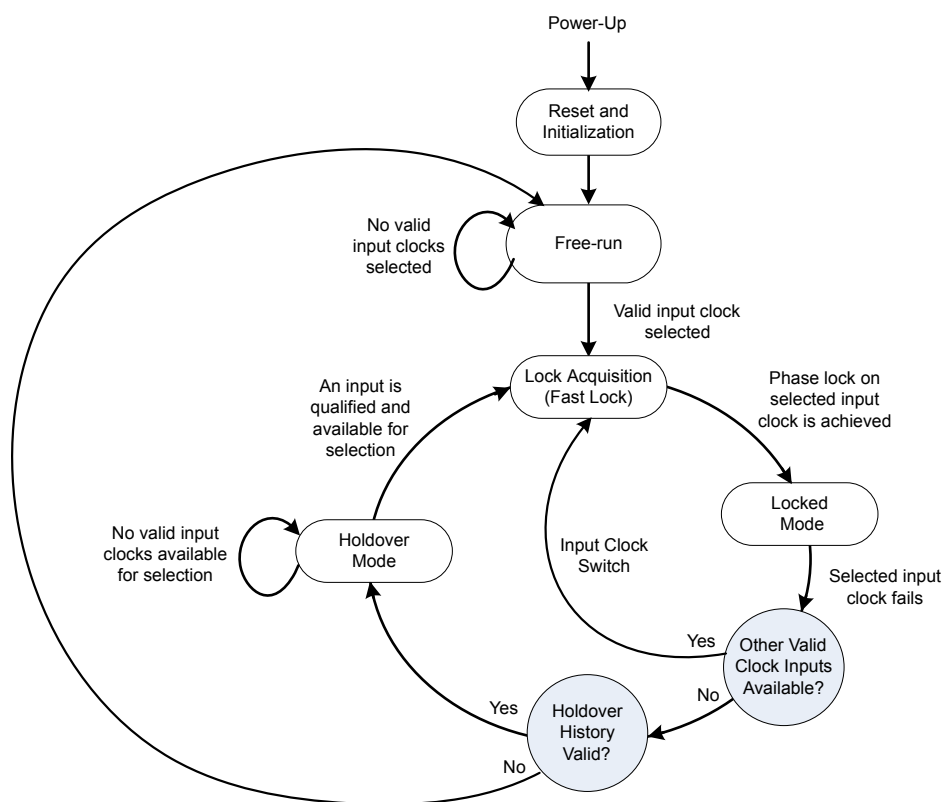 Power-Up
Reset and
Initialization
No valid
input clocks
selected
Free-run
Valid input clock
selected
An input is
qualified and
available for
selection
Lock Acquisition
(Fast Lock)
Phase lock on
selected input
clock is achieved
Locked
Mode
No valid input
clocks available
for selection
Holdover
Mode
Input Clock
Switch
Selected input
clock fails
Yes
Other Valid
Clock Inputs
Available?
No
Yes
Holdover
History
Valid?
No